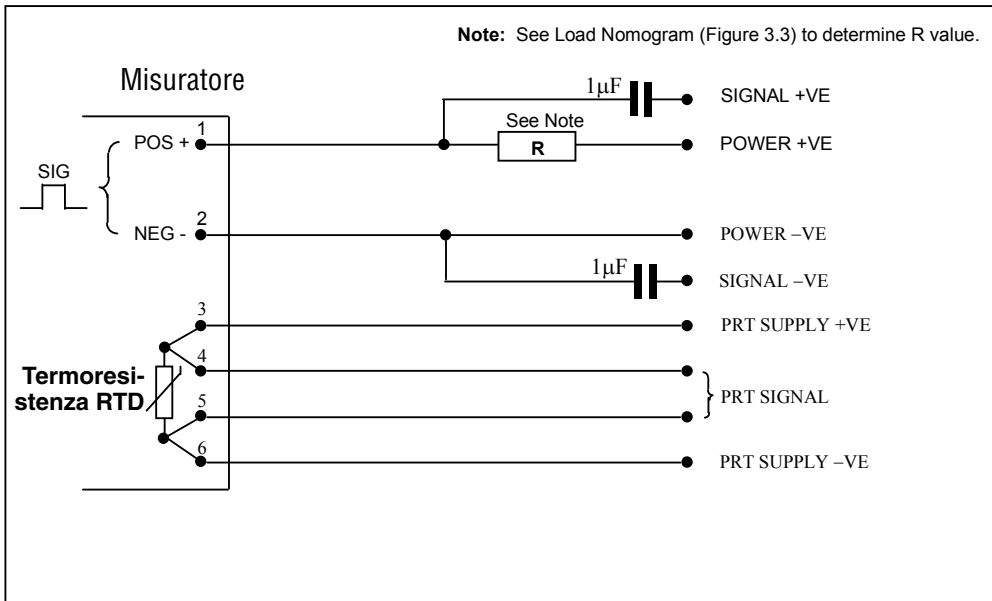 Note: See Load Nomogram (Figure 3.3) to determine R value.
Misuratore
1µF
SIGNAL +VE
See Note
POS +
1
R
POWER +VE
SIG
NEG -
2
POWER –VE
1µF
SIGNAL –VE
3
PRT SUPPLY +VE
4
Termoresi-
stenza RTD
PRT SIGNAL
5
6
PRT SUPPLY –VE